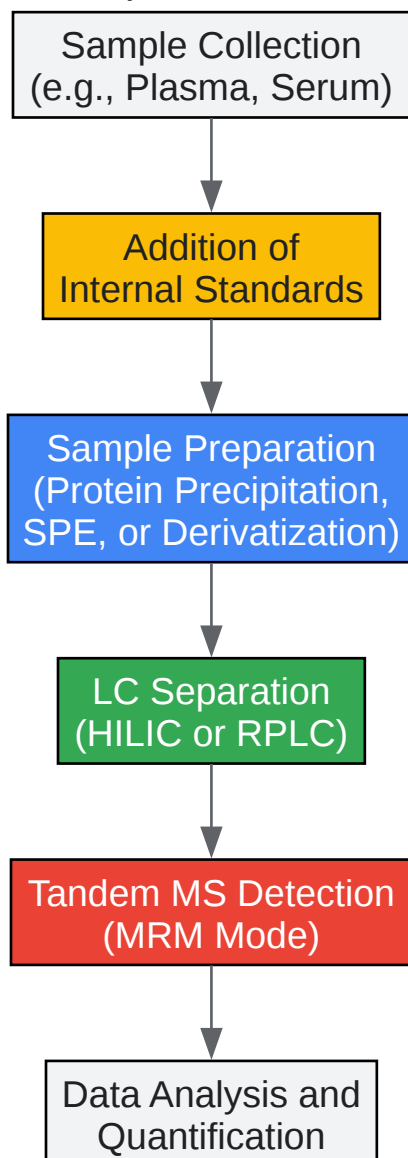 Sample Collection
(e.g., Plasma, Serum)
Addition of
Internal Standards
Sample Preparation
(Protein Precipitation,
SPE, or Derivatization)
LC Separation
(HILIC or RPLC)
Tandem MS Detection
(MRM Mode)
Data Analysis and
Quantification